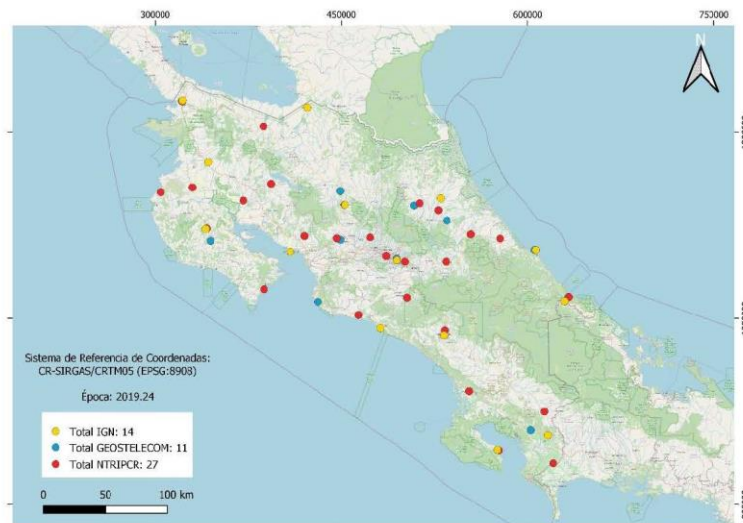 300000 450000 600000 750000
N
Sistema de Referencia de Coordenadas:
CR-SIRGAS/CRTM05 (EPSG:8908)
Época: 2019.24
Total IGN: 14
Total GEOSTELECOM: 11
Total NTRIPCR: 27
0 50 100 km